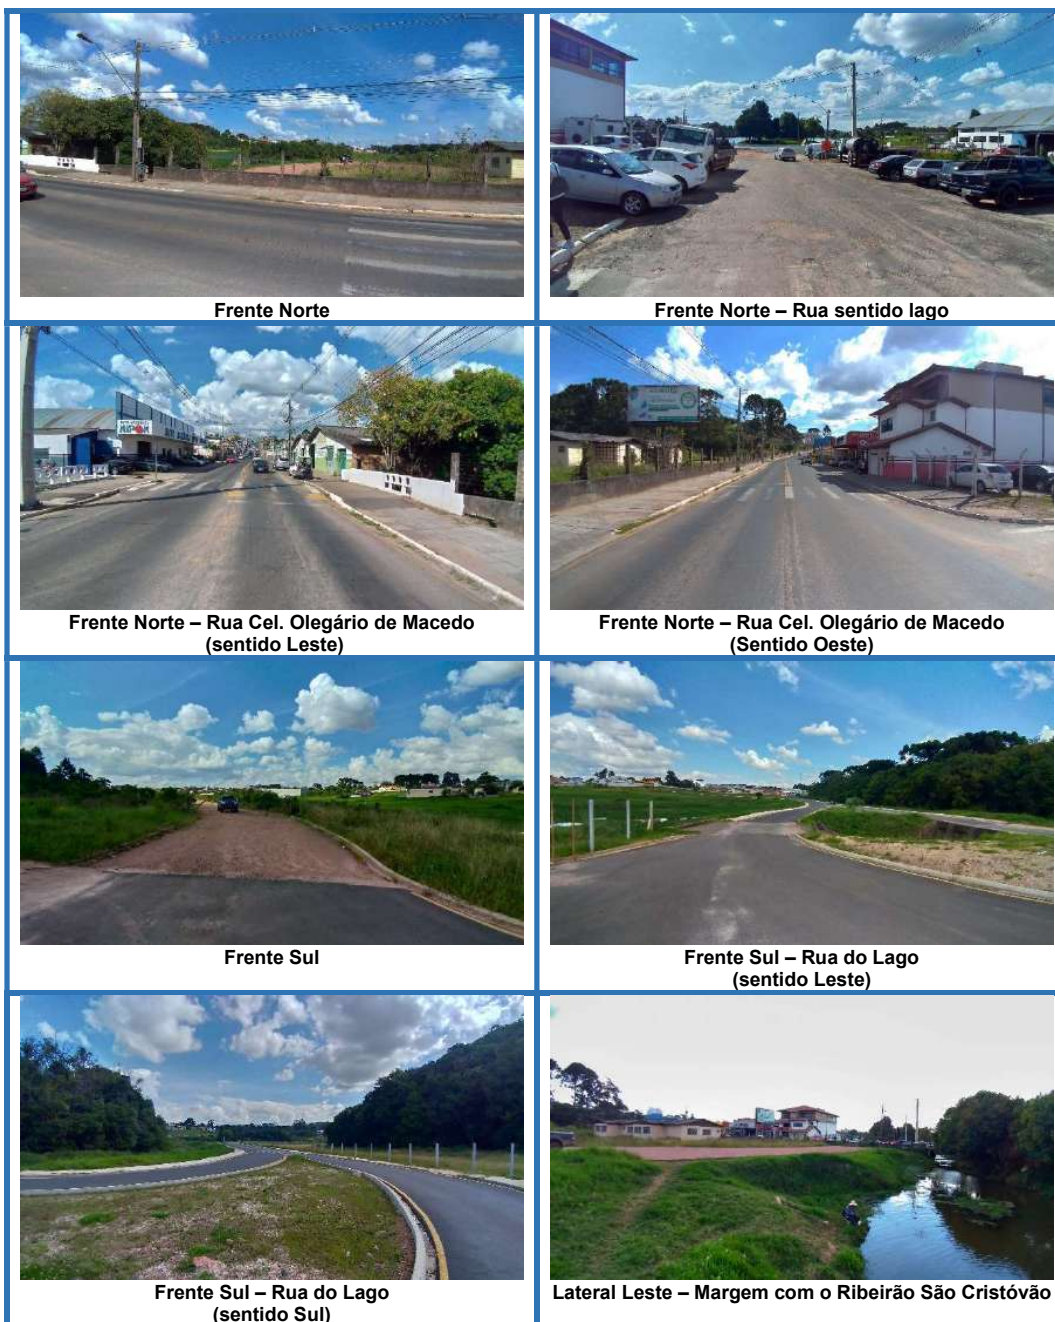 Frente Norte
Frente Norte – Rua sentido lago
Frente Norte – Rua Cel. Olegário de Macedo
(sentido Leste)
Frente Norte – Rua Cel. Olegário de Macedo
(Sentido Oeste)
Frente Sul
Frente Sul – Rua do Lago
(sentido Leste)
Frente Sul – Rua do Lago
(sentido Sul)
Lateral Leste – Margem com o Ribeirão São Cristóvão